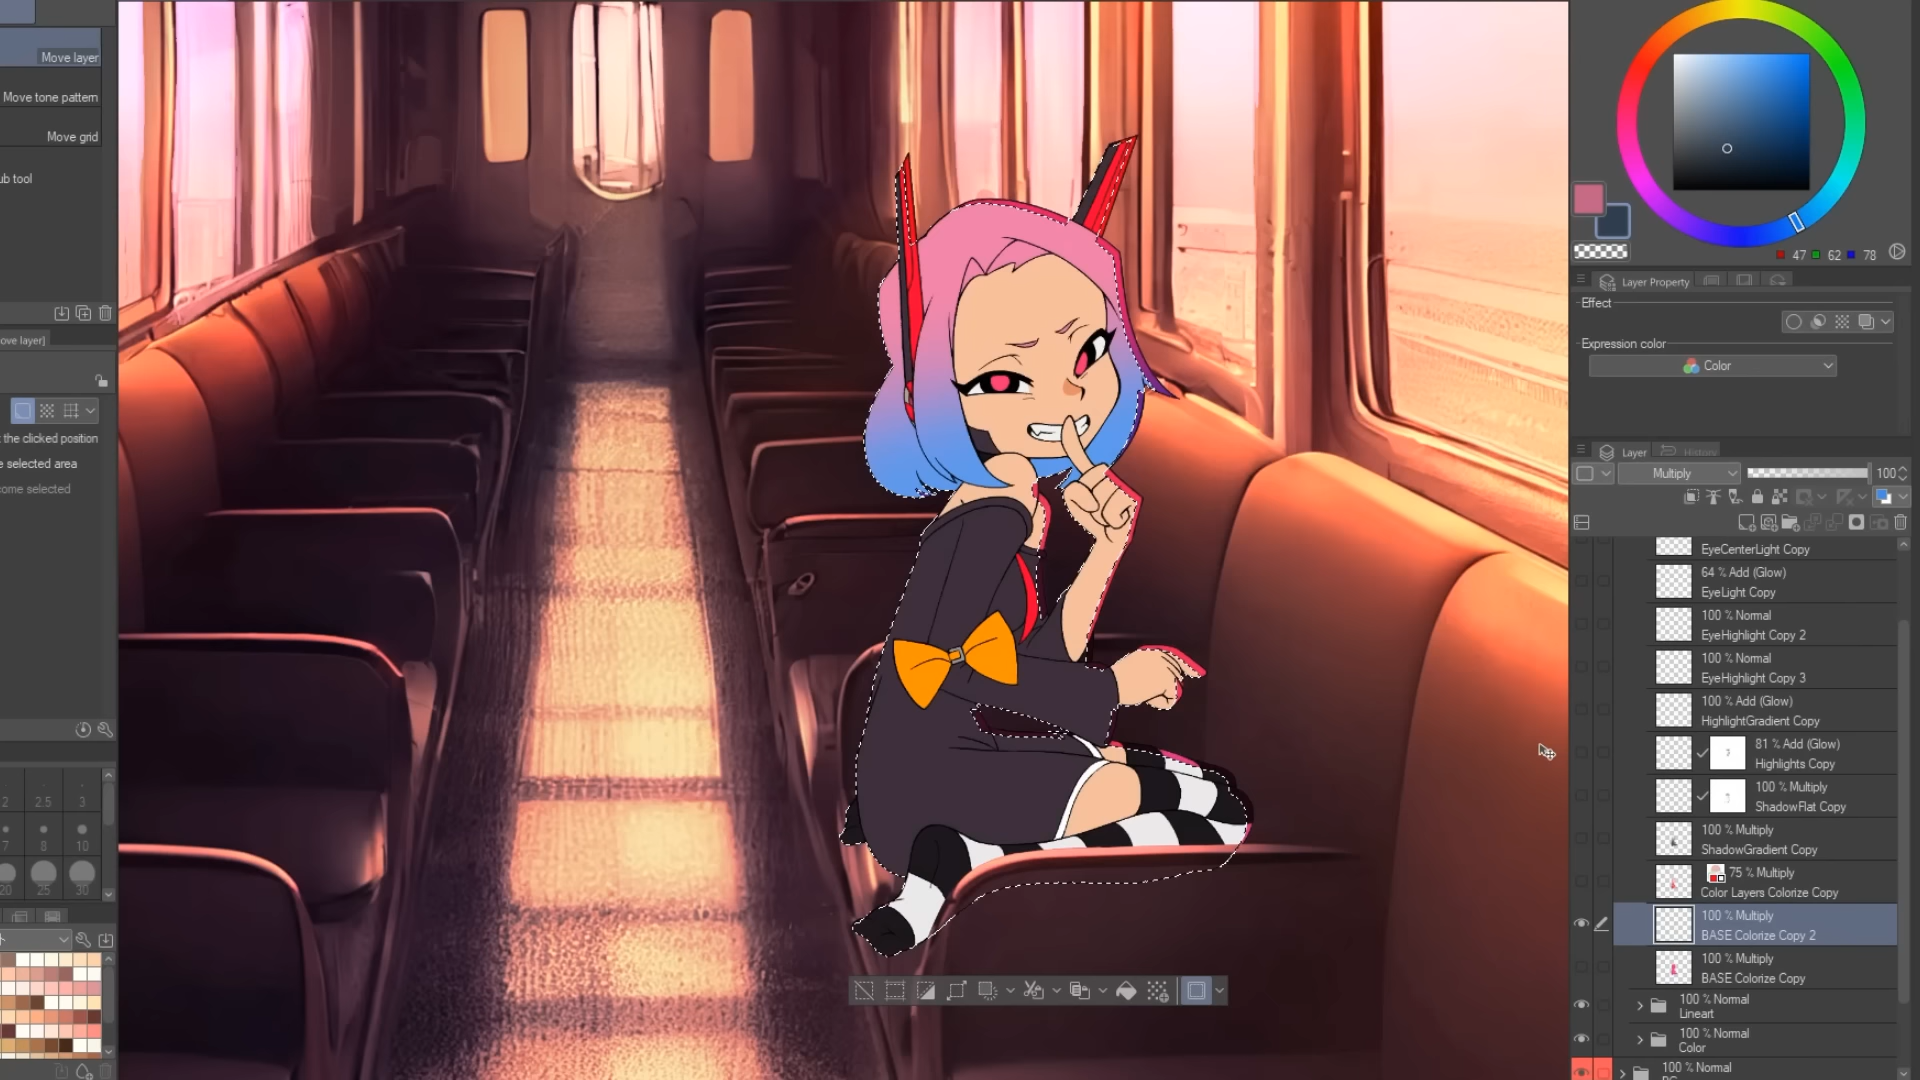 Move layer
Move tone pattern
Move grid
ub tool
ove layer]
the clicked position
e selected area
come selected
2 2.5 3
7 8 10
20 25 30
47 62 78
Layer Property
Effect
Expression color
Color
Layer History
Multiply 100
EyeCenterLight Copy
64 % Add (Glow)
EyeLight Copy
100 % Normal
EyeHighlight Copy 2
100 % Normal
EyeHighlight Copy 3
100 % Add (Glow)
HighlightGradient Copy
81 % Add (Glow)
Highlights Copy
100 % Multiply
ShadowFlat Copy
100 % Multiply
ShadowGradient Copy
75 % Multiply
Color Layers Colorize Copy
100 % Multiply
BASE Colorize Copy 2
100 % Multiply
BASE Colorize Copy
100 % Normal
Lineart
100 % Normal
Color
100 % Normal